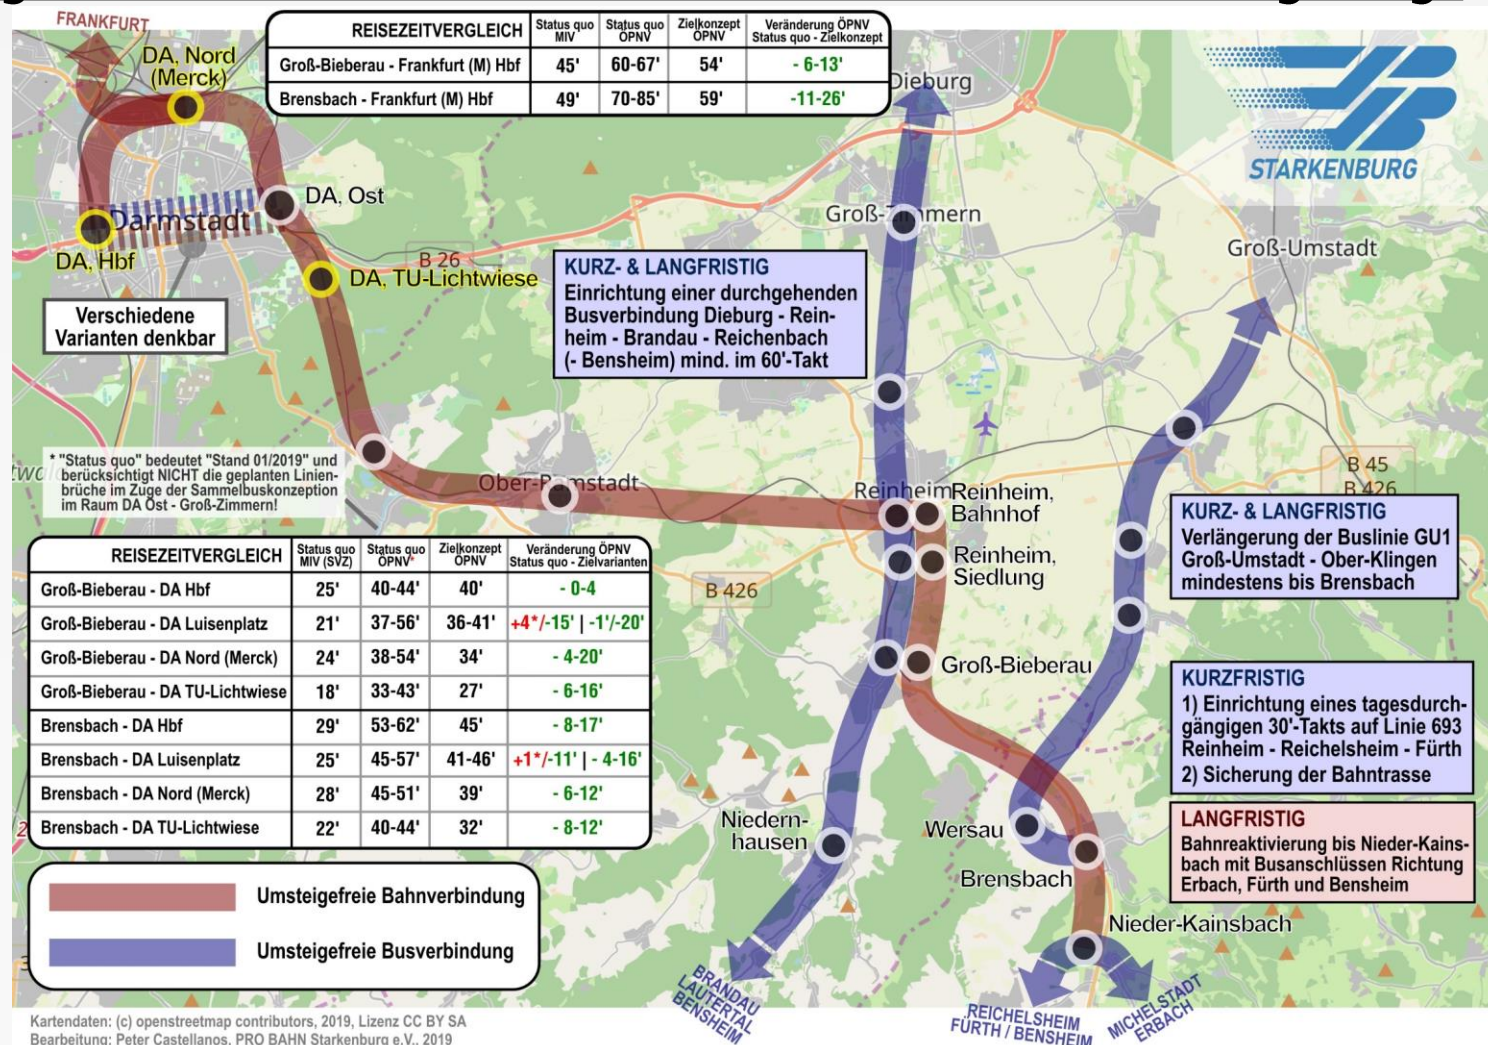 FRANKFURT
DA, Nord
(Merck)
REISEZEITVERGLEICH | Status quo MIV | Status quo ÖPNV | Zielkonzept ÖPNV | Veränderung ÖPNV Status quo - Zielkonzept
Groß-Bieberau - Frankfurt (M) Hbf | 45' | 60-67' | 54' | - 6-13'
Brensbach - Frankfurt (M) Hbf | 49' | 70-85' | 59' | -11-26'
Dieburg
STARKENBURG
DA, Ost
Darmstadt
DA, Hbf
B 26
DA, TU-Lichtwiese
Groß-Zimmern
Groß-Umstadt
Verschiedene
Varianten denkbar
KURZ- & LANGFRISTIG
Einrichtung einer durchgehenden
Busverbindung Dieburg - Rein-
heim - Brandau - Reichenbach
(- Bensheim) mind. im 60'-Takt
* "Status quo" bedeutet "Stand 01/2019" und
berücksichtigt NICHT die geplanten Linien-
brüche im Zuge der Sammelbuskonzeption
im Raum DA Ost - Groß-Zimmern!
Ober-Ramstadt
Reinheim
Reinheim,
Bahnhof
Reinheim,
Siedlung
B 45
B 426
B 426
KURZ- & LANGFRISTIG
Verlängerung der Buslinie GU1
Groß-Umstadt - Ober-Klingen
mindestens bis Brensbach
REISEZEITVERGLEICH | Status quo MIV (SVZ) | Status quo ÖPNV* | Zielkonzept ÖPNV | Veränderung ÖPNV Status quo - Zielvarianten
Groß-Bieberau - DA Hbf | 25' | 40-44' | 40' | - 0-4
Groß-Bieberau - DA Luisenplatz | 21' | 37-56' | 36-41' | +4*/-15' | -1'/-20'
Groß-Bieberau - DA Nord (Merck) | 24' | 38-54' | 34' | - 4-20'
Groß-Bieberau - DA TU-Lichtwiese | 18' | 33-43' | 27' | - 6-16'
Brensbach - DA Hbf | 29' | 53-62' | 45' | - 8-17'
Brensbach - DA Luisenplatz | 25' | 45-57' | 41-46' | +1*/-11' | - 4-16'
Brensbach - DA Nord (Merck) | 28' | 45-51' | 39' | - 6-12'
Brensbach - DA TU-Lichtwiese | 22' | 40-44' | 32' | - 8-12'
Groß-Bieberau
KURZFRISTIG
1) Einrichtung eines tagesdurch-
gängigen 30'-Takts auf Linie 693
Reinheim - Reichelsheim - Fürth
2) Sicherung der Bahntrasse
LANGFRISTIG
Bahnreaktivierung bis Nieder-Kains-
bach mit Busanschlüssen Richtung
Erbach, Fürth und Bensheim
Niedern-
hausen
Wersau
Brensbach
Nieder-Kainsbach
Umsteigefreie Bahnverbindung
Umsteigefreie Busverbindung
BRANDAU
LAUTERTAL
BENSHEIM
REICHELSHEIM
FÜRTH / BENSHEIM
MICHELSTADT
ERBACH
Kartendaten: (c) openstreetmap contributors, 2019, Lizenz CC BY SA
Bearbeitung: Peter Castellanos, PRO BAHN Starkenburg e.V., 2019